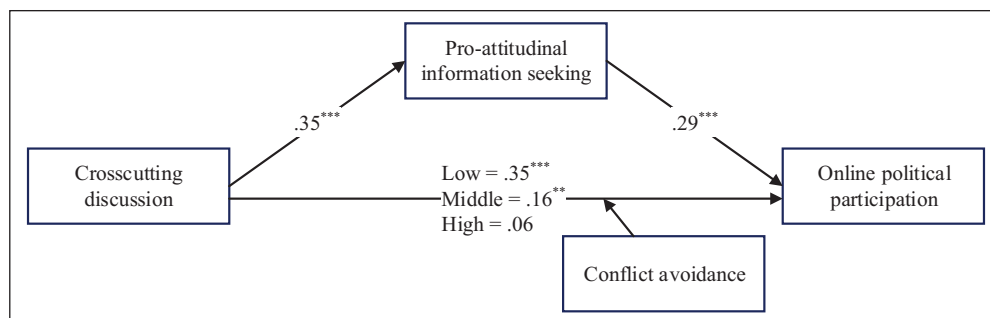 Pro-attitudinal
information seeking
.35***
.29***
Crosscutting
discussion
Low = .35***
Middle = .16**
High = .06
Online political
participation
Conflict avoidance